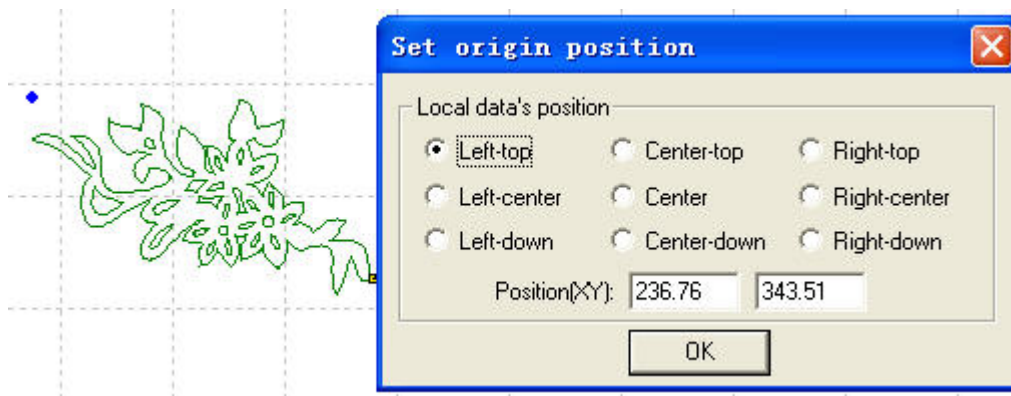 Set origin position
Local data's position
Left-top Center-top Right-top
Left-center Center Right-center
Left-down Center-down Right-down
Position(XY): 236.76 343.51
OK